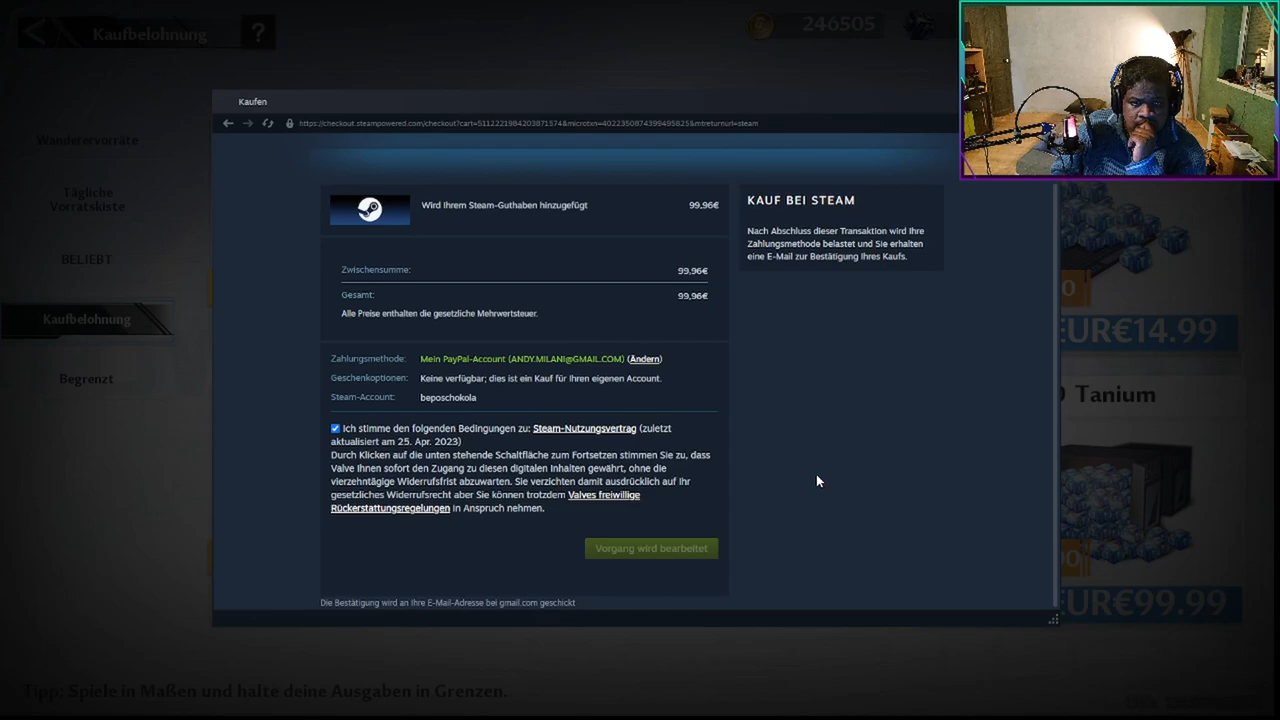 Kaufbelohnung
?
246505
Kaufen
https://checkout.steampowered.com/checkout?cart=5112221984203871574&microtxn=4022350874399495825&mtreturnurl=steam
Wanderervorräte
Tägliche
Vorratskiste
BELIEBT
Kaufbelohnung
Begrenzt
Wird Ihrem Steam-Guthaben hinzugefügt
99,96€
Zwischensumme:
99,96€
Gesamt:
99,96€
Alle Preise enthalten die gesetzliche Mehrwertsteuer.
Zahlungsmethode: Mein PayPal-Account (ANDY.MILANI@GMAIL.COM) (Ändern)
Geschenkoptionen: Keine verfügbar; dies ist ein Kauf für Ihren eigenen Account.
Steam-Account: beposchokola
Ich stimme den folgenden Bedingungen zu: Steam-Nutzungsvertrag (zuletzt
aktualisiert am 25. Apr. 2023)
Durch Klicken auf die unten stehende Schaltfläche zum Fortsetzen stimmen Sie zu, dass
Valve Ihnen sofort den Zugang zu diesen digitalen Inhalten gewährt, ohne die
vierzehntägige Widerrufsfrist abzuwarten. Sie verzichten damit ausdrücklich auf Ihr
gesetzliches Widerrufsrecht aber Sie können trotzdem Valves freiwillige
Rückerstattungsregelungen in Anspruch nehmen.
Vorgang wird bearbeitet
Die Bestätigung wird an Ihre E-Mail-Adresse bei gmail.com geschickt
KAUF BEI STEAM
Nach Abschluss dieser Transaktion wird Ihre
Zahlungsmethode belastet und Sie erhalten
eine E-Mail zur Bestätigung Ihres Kaufs.
0
EUR€14.99
Tanium
EUR€99.99
Tipp: Spiele in Maßen und halte deine Ausgaben in Grenzen.